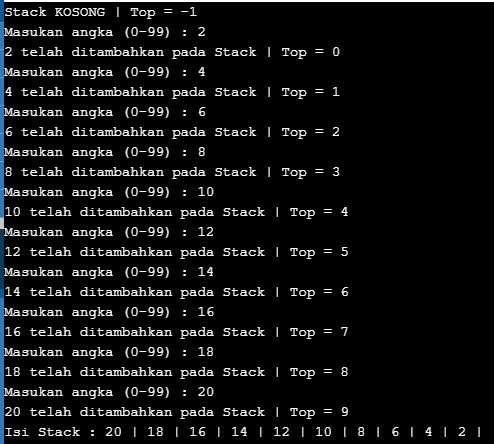 Stack KOSONG | Top = -1
Masukan angka (0-99) : 2
2 telah ditambahkan pada Stack | Top = 0
Masukan angka (0-99) : 4
4 telah ditambahkan pada Stack | Top = 1
Masukan angka (0-99) : 6
6 telah ditambahkan pada Stack | Top = 2
Masukan angka (0-99) : 8
8 telah ditambahkan pada Stack | Top = 3
Masukan angka (0-99) : 10
10 telah ditambahkan pada Stack | Top = 4
Masukan angka (0-99) : 12
12 telah ditambahkan pada Stack | Top = 5
Masukan angka (0-99) : 14
14 telah ditambahkan pada Stack | Top = 6
Masukan angka (0-99) : 16
16 telah ditambahkan pada Stack | Top = 7
Masukan angka (0-99) : 18
18 telah ditambahkan pada Stack | Top = 8
Masukan angka (0-99) : 20
20 telah ditambahkan pada Stack | Top = 9
Isi Stack : 20 | 18 | 16 | 14 | 12 | 10 | 8 | 6 | 4 | 2 |